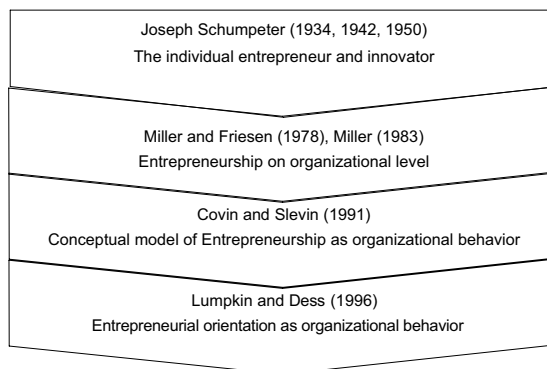 Joseph Schumpeter (1934, 1942, 1950)
The individual entrepreneur and innovator
Miller and Friesen (1978), Miller (1983)
Entrepreneurship on organizational level
Covin and Slevin (1991)
Conceptual model of Entrepreneurship as organizational behavior
Lumpkin and Dess (1996)
Entrepreneurial orientation as organizational behavior